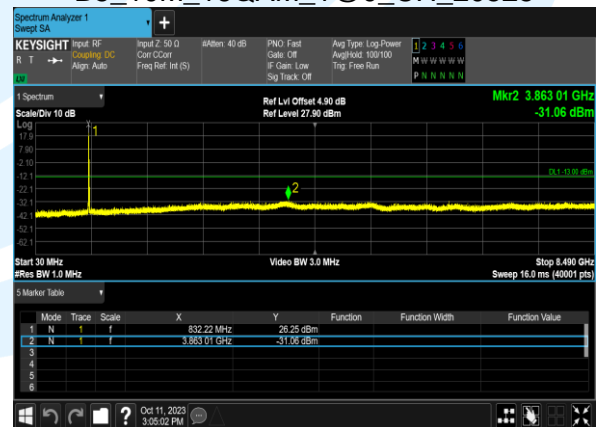 Spectrum Analyzer 1
Swept SA
KEYSIGHT
R T
Input: RF
Coupling: DC
Align: Auto
Input Z: 50 Ω
Corr CCorr
Freq Ref: Int (S)
#Atten: 40 dB
PNO: Fast
Gate: Off
IF Gain: Low
Sig Track: Off
Avg Type: Log-Power
Avg|Hold: 100/100
Trig: Free Run
1 2 3 4 5 6
M W W W W W
P N N N N N
LXI
1 Spectrum
Scale/Div 10 dB
Ref Lvl Offset 4.90 dB
Ref Level 27.90 dBm
Mkr2 3.863 01 GHz
-31.06 dBm
Log
17.9
7.90
-2.10
-12.1
-22.1
-32.1
-42.1
-52.1
-62.1
1
2
DL1 -13.00 dBm
Start 30 MHz
#Res BW 1.0 MHz
Video BW 3.0 MHz
Stop 8.490 GHz
Sweep 16.0 ms (40001 pts)
5 Marker Table
Mode Trace Scale X Y Function Function Width Function Value
1 N 1 f 832.22 MHz 26.25 dBm
2 N 1 f 3.863 01 GHz -31.06 dBm
3
4
5
6
Oct 11, 2023
3:05:02 PM